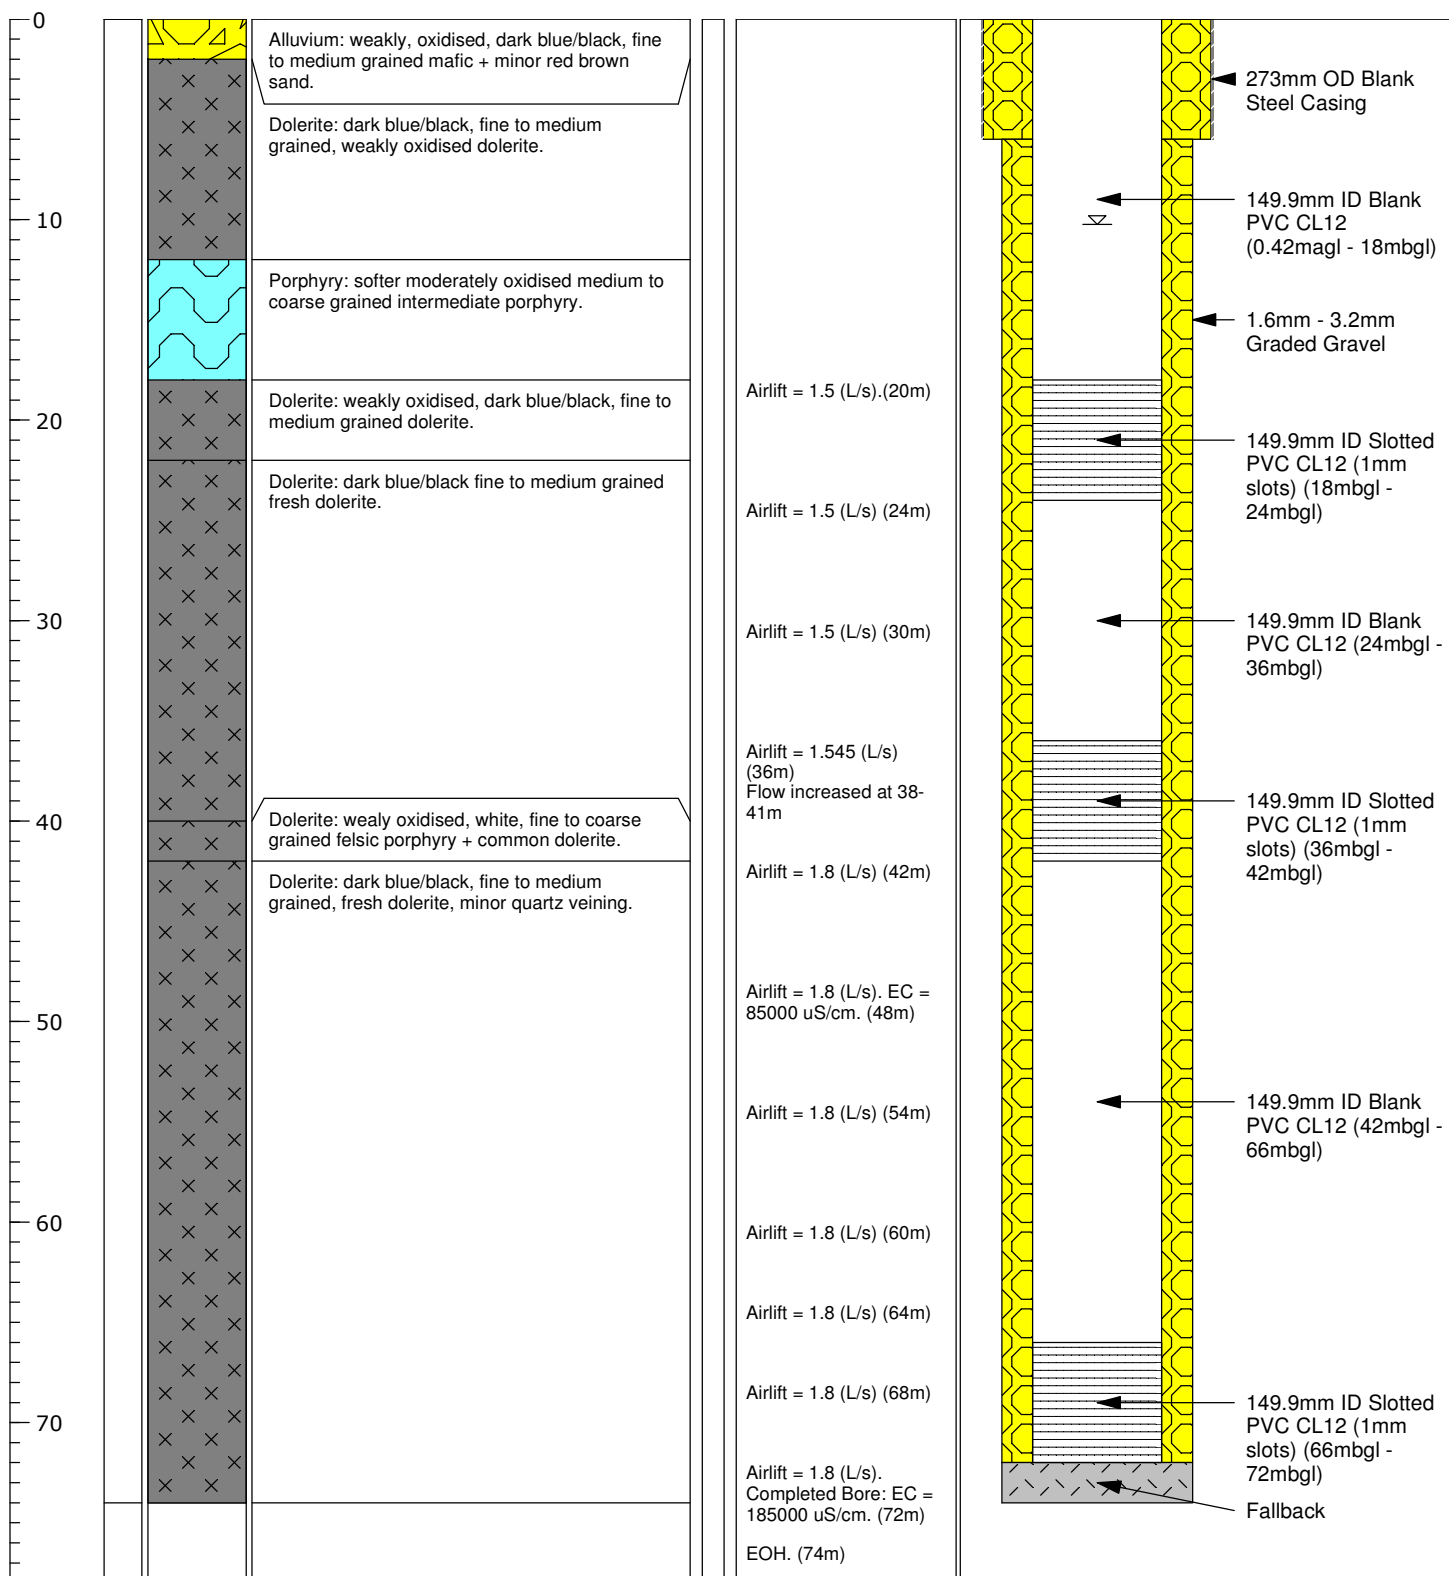 0
10
20
30
40
50
60
70
Alluvium: weakly, oxidised, dark blue/black, fine
to medium grained mafic + minor red brown
sand.
Dolerite: dark blue/black, fine to medium
grained, weakly oxidised dolerite.
Porphyry: softer moderately oxidised medium to
coarse grained intermediate porphyry.
Dolerite: weakly oxidised, dark blue/black, fine to
medium grained dolerite.
Dolerite: dark blue/black fine to medium grained
fresh dolerite.
Dolerite: wealy oxidised, white, fine to coarse
grained felsic porphyry + common dolerite.
Dolerite: dark blue/black, fine to medium
grained, fresh dolerite, minor quartz veining.
Airlift = 1.5 (L/s).(20m)
Airlift = 1.5 (L/s) (24m)
Airlift = 1.5 (L/s) (30m)
Airlift = 1.545 (L/s)
(36m)
Flow increased at 38-
41m
Airlift = 1.8 (L/s) (42m)
Airlift = 1.8 (L/s). EC =
85000 uS/cm. (48m)
Airlift = 1.8 (L/s) (54m)
Airlift = 1.8 (L/s) (60m)
Airlift = 1.8 (L/s) (64m)
Airlift = 1.8 (L/s) (68m)
Airlift = 1.8 (L/s).
Completed Bore: EC =
185000 uS/cm. (72m)
EOH. (74m)
273mm OD Blank
Steel Casing
149.9mm ID Blank
PVC CL12
(0.42magl - 18mbgl)
1.6mm - 3.2mm
Graded Gravel
149.9mm ID Slotted
PVC CL12 (1mm
slots) (18mbgl -
24mbgl)
149.9mm ID Blank
PVC CL12 (24mbgl -
36mbgl)
149.9mm ID Slotted
PVC CL12 (1mm
slots) (36mbgl -
42mbgl)
149.9mm ID Blank
PVC CL12 (42mbgl -
66mbgl)
149.9mm ID Slotted
PVC CL12 (1mm
slots) (66mbgl -
72mbgl)
Fallback